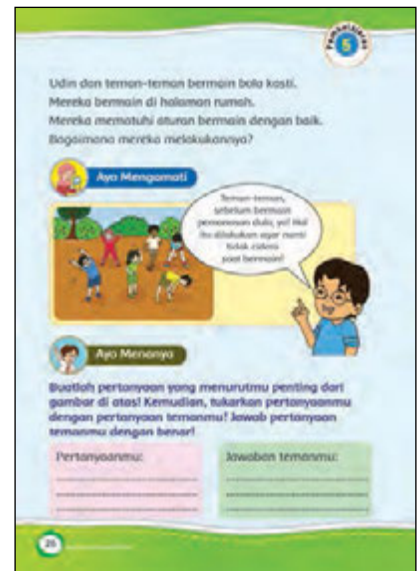 Pembelajaran
5
Udin dan teman-teman bermain bola kasti.
Mereka bermain di halaman rumah.
Mereka mematuhi aturan bermain dengan baik.
Bagaimana mereka melakukannya?
Ayo Mengamati
Teman-teman,
sebelum bermain
pemanasan dulu, ya! Hal
itu dilakukan agar nanti
tidak cidera
saat bermain!
Ayo Menanya
Buatlah pertanyaan yang menurutmu penting dari
gambar di atas! Kemudian, tukarkan pertanyaanmu
dengan pertanyaan temanmu! Jawab pertanyaan
temanmu dengan benar!
Pertanyaanmu:
Jawaban temanmu: